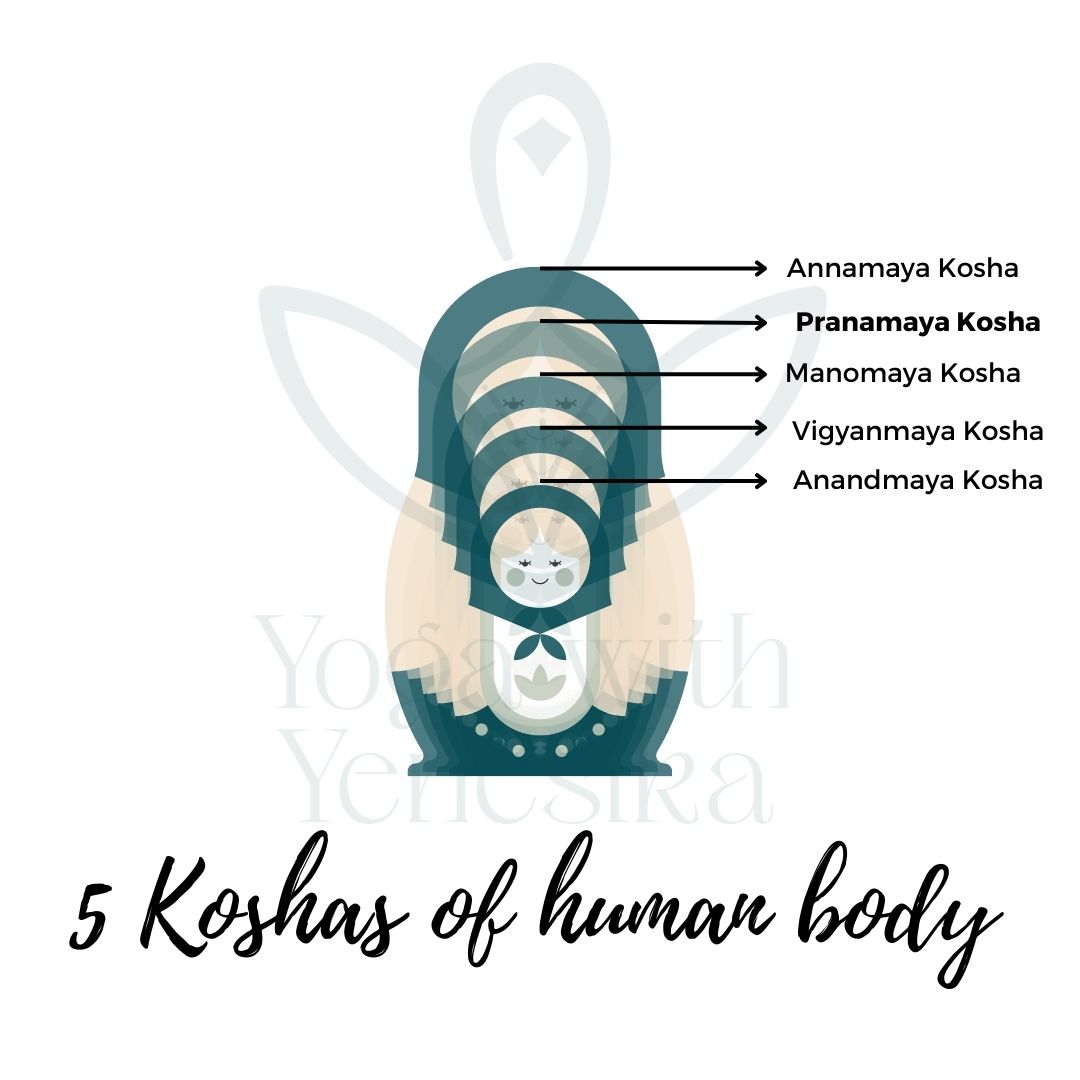 Annamaya Kosha
Pranamaya Kosha
Manomaya Kosha
Vigyanmaya Kosha
Anandmaya Kosha
Yoga with
Yenesika
5 Koshas of human body